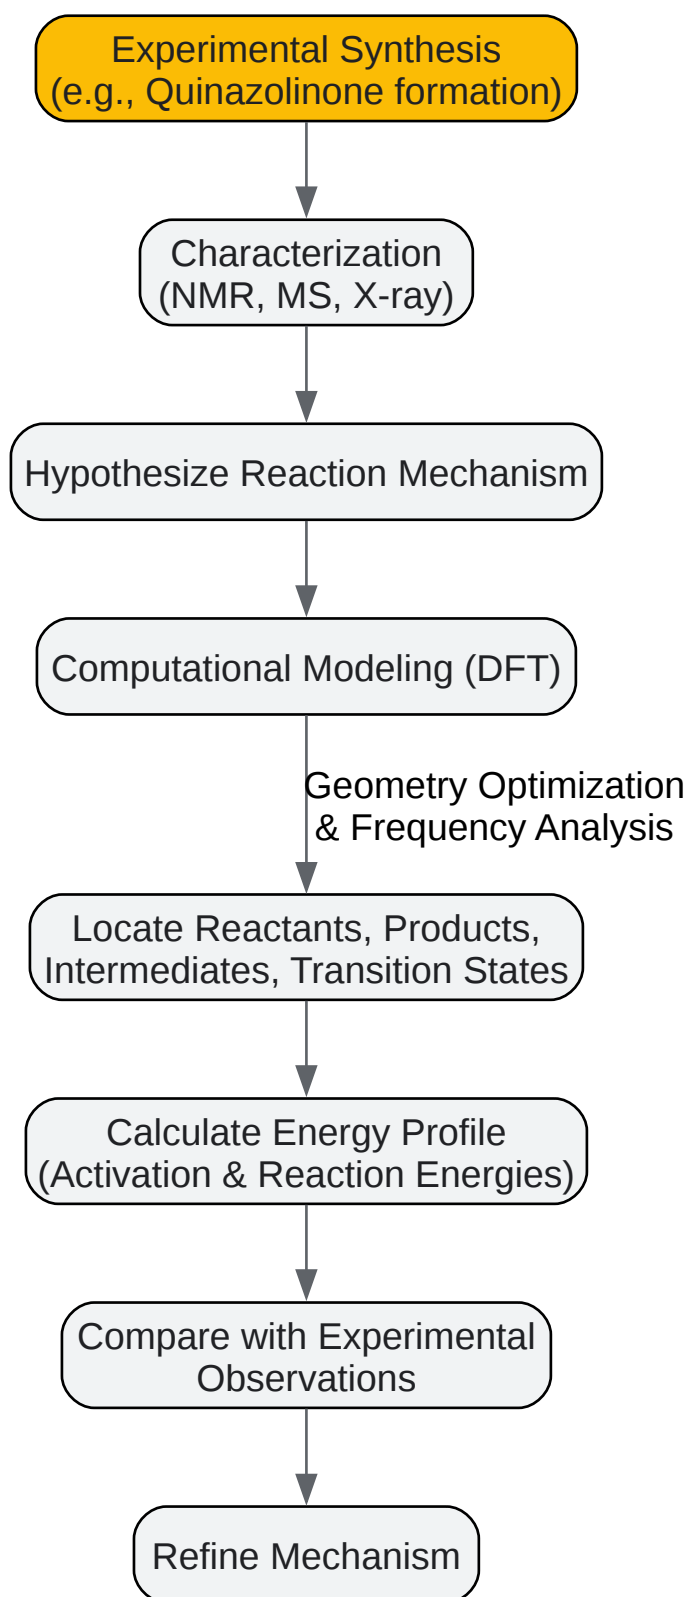 Experimental Synthesis
(e.g., Quinazolinone formation)
Characterization
(NMR, MS, X-ray)
Hypothesize Reaction Mechanism
Computational Modeling (DFT)
Geometry Optimization
& Frequency Analysis
Locate Reactants, Products,
Intermediates, Transition States
Calculate Energy Profile
(Activation & Reaction Energies)
Compare with Experimental
Observations
Refine Mechanism